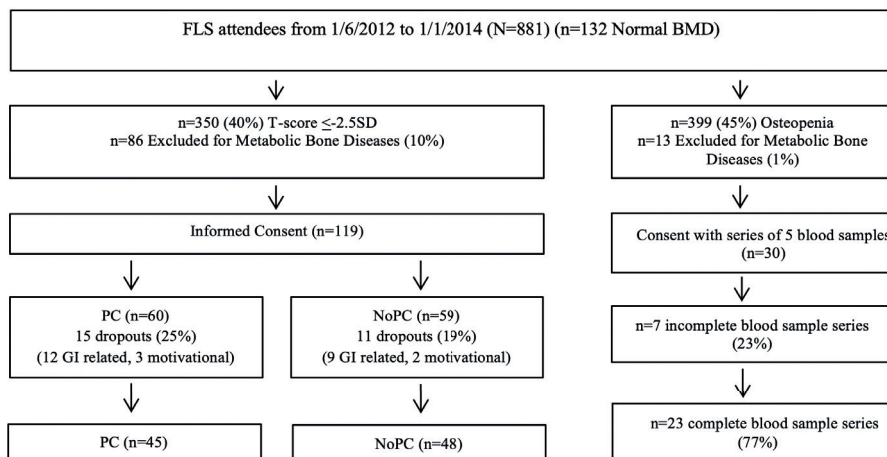 FLS attendees from 1/6/2012 to 1/1/2014 (N=881) (n=132 Normal BMD)
n=350 (40%) T-score ≤-2.5SD
n=86 Excluded for Metabolic Bone Diseases (10%)
n=399 (45%) Osteopenia
n=13 Excluded for Metabolic Bone
Diseases (1%)
Informed Consent (n=119)
Consent with series of 5 blood samples
(n=30)
PC (n=60)
15 dropouts (25%)
(12 GI related, 3 motivational)
NoPC (n=59)
11 dropouts (19%)
(9 GI related, 2 motivational)
n=7 incomplete blood sample series
(23%)
PC (n=45)
NoPC (n=48)
n=23 complete blood sample series
(77%)